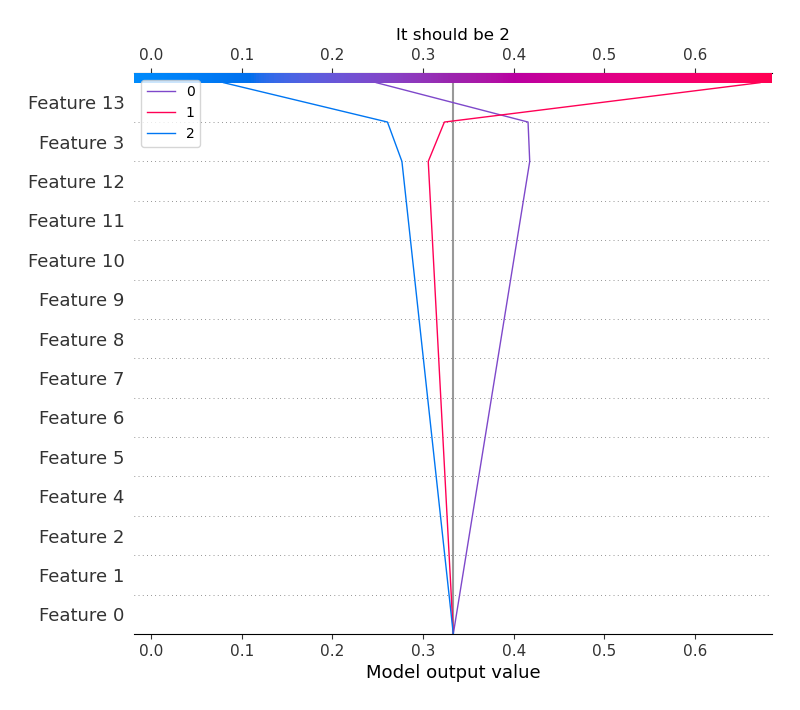 It should be 2
0.0 0.1 0.2 0.3 0.4 0.5 0.6
0
1
2
Feature 13
Feature 3
Feature 12
Feature 11
Feature 10
Feature 9
Feature 8
Feature 7
Feature 6
Feature 5
Feature 4
Feature 2
Feature 1
Feature 0
0.0 0.1 0.2 0.3 0.4 0.5 0.6
Model output value